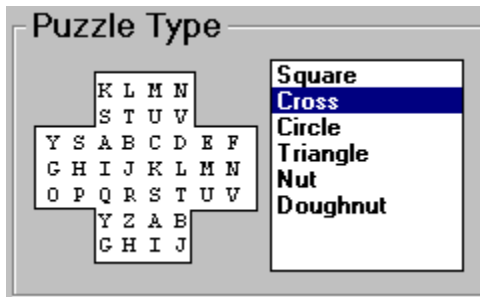 Puzzle Type
K L M N
S T U V
Y S A B C D E F
G H I J K L M N
O P Q R S T U V
Y Z A B
G H I J
Square
Cross
Circle
Triangle
Nut
Doughnut